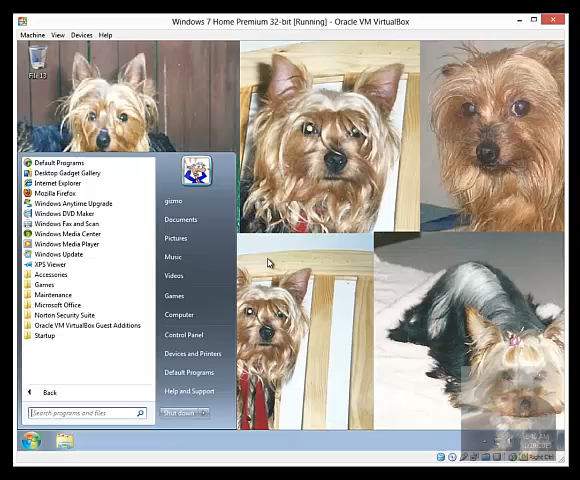 Windows 7 Home Premium 32-bit [Running] - Oracle VM VirtualBox
Machine View Devices Help
File13
Default Programs
Desktop Gadget Gallery
Internet Explorer
Mozilla Firefox
Windows Anytime Upgrade
Windows DVD Maker
Windows Fax and Scan
Windows Media Center
Windows Media Player
Windows Update
XPS Viewer
Accessories
Games
Maintenance
Microsoft Office
Norton Security Suite
Oracle VM VirtualBox Guest Additions
Startup
Back
Search programs and files
gizmo
Documents
Pictures
Music
Videos
Games
Computer
Control Panel
Devices and Printers
Default Programs
Help and Support
Shut down
Right Ctrl